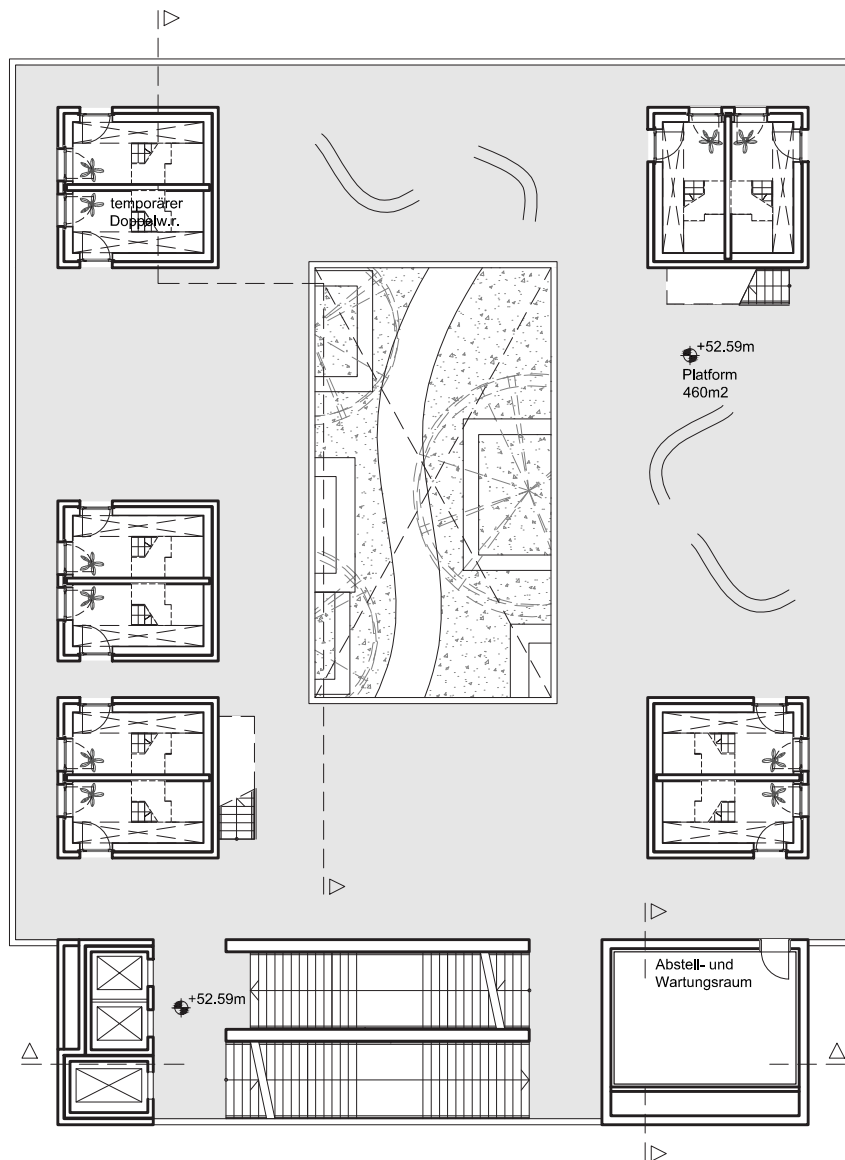 temporärer
Doppelw.r.
+52.59m
Platform
460m2
Abstell- und
Wartungsraum
+52.59m